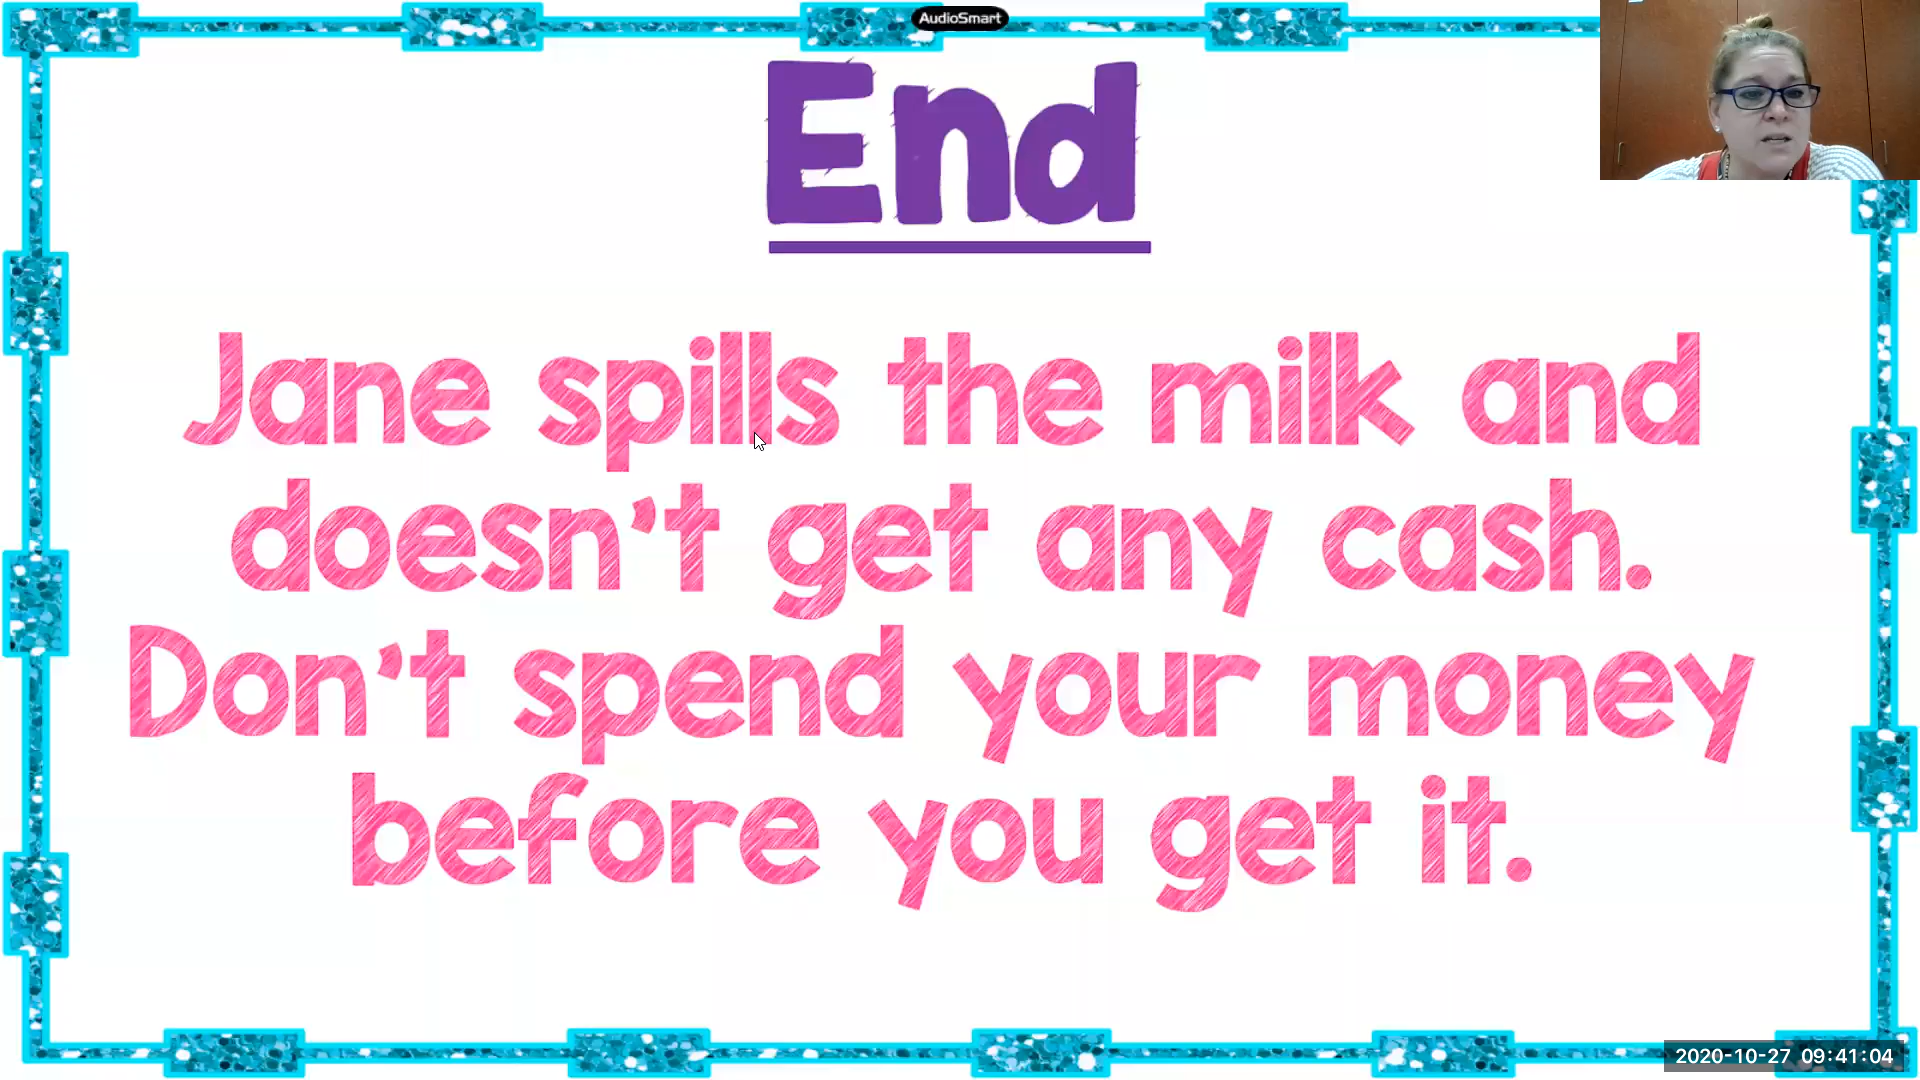 AudioSmart
End
Jane spills the milk and
doesn't get any cash.
Don't spend your money
before you get it.
2020-10-27 09:41:04